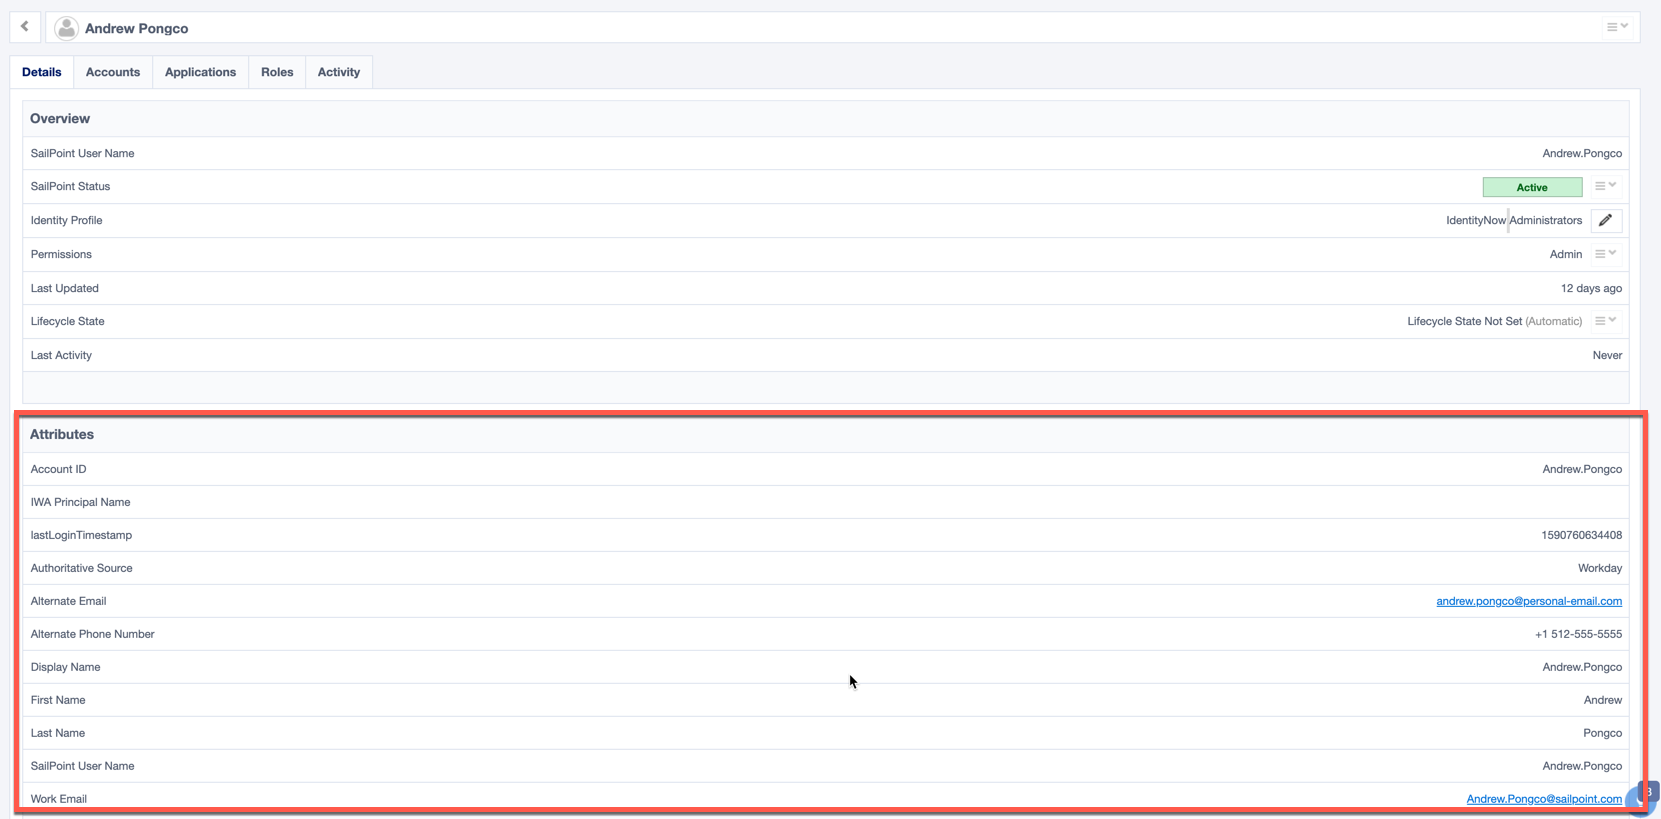 Andrew Pongco
Details Accounts Applications Roles Activity
Overview
SailPoint User Name Andrew.Pongco
SailPoint Status Active
Identity Profile IdentityNow Administrators
Permissions Admin
Last Updated 12 days ago
Lifecycle State Lifecycle State Not Set (Automatic)
Last Activity Never
Attributes
Account ID Andrew.Pongco
IWA Principal Name
lastLoginTimestamp 1590760634408
Authoritative Source Workday
Alternate Email andrew.pongco@personal-email.com
Alternate Phone Number +1 512-555-5555
Display Name Andrew.Pongco
First Name Andrew
Last Name Pongco
SailPoint User Name Andrew.Pongco
Work Email Andrew.Pongco@sailpoint.com